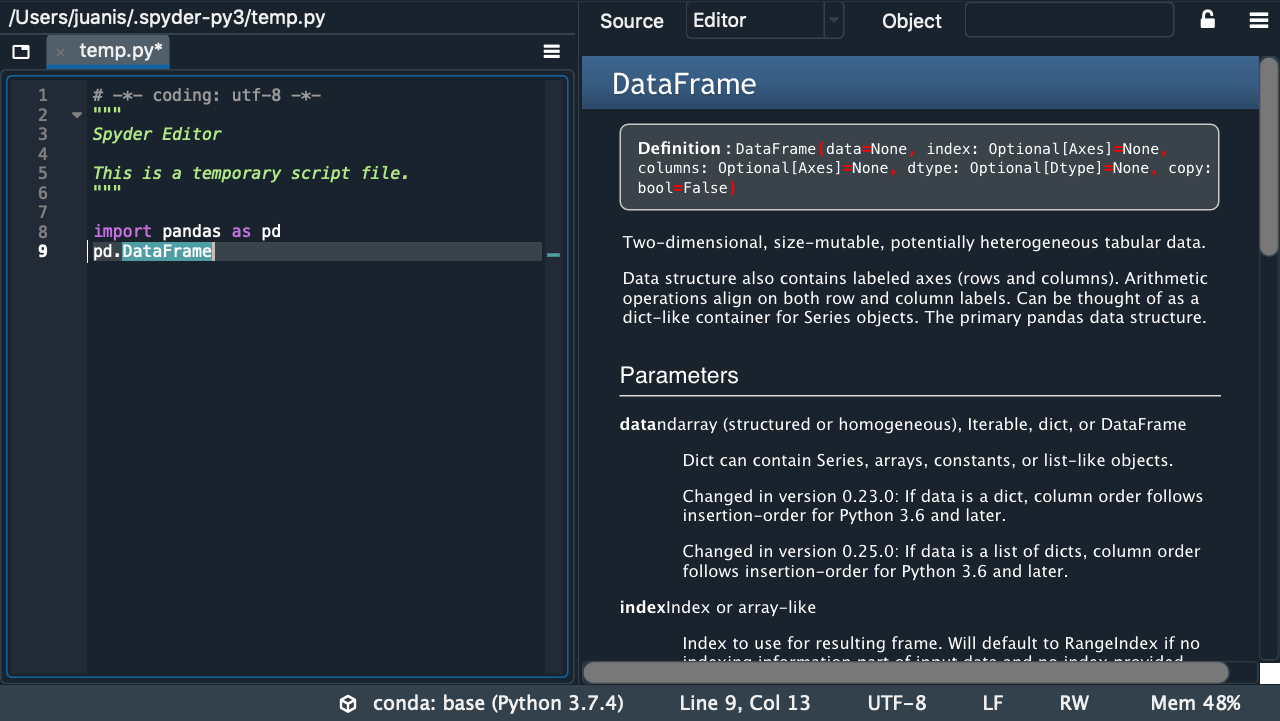 /Users/juanis/.spyder-py3/temp.py
temp.py*
1 # -*- coding: utf-8 -*-
2 """
3 Spyder Editor
4
5 This is a temporary script file.
6 """
7
8 import pandas as pd
9 pd.DataFrame
Source Editor Object
DataFrame
Definition : DataFrame(data=None, index: Optional[Axes]=None,
columns: Optional[Axes]=None, dtype: Optional[Dtype]=None, copy:
bool=False)
Two-dimensional, size-mutable, potentially heterogeneous tabular data.
Data structure also contains labeled axes (rows and columns). Arithmetic
operations align on both row and column labels. Can be thought of as a
dict-like container for Series objects. The primary pandas data structure.
Parameters
datandarray (structured or homogeneous), Iterable, dict, or DataFrame
Dict can contain Series, arrays, constants, or list-like objects.
Changed in version 0.23.0: If data is a dict, column order follows
insertion-order for Python 3.6 and later.
Changed in version 0.25.0: If data is a list of dicts, column order
follows insertion-order for Python 3.6 and later.
indexIndex or array-like
Index to use for resulting frame. Will default to RangeIndex if no
indexing information part of input data and no index provided
conda: base (Python 3.7.4) Line 9, Col 13 UTF-8 LF RW Mem 48%